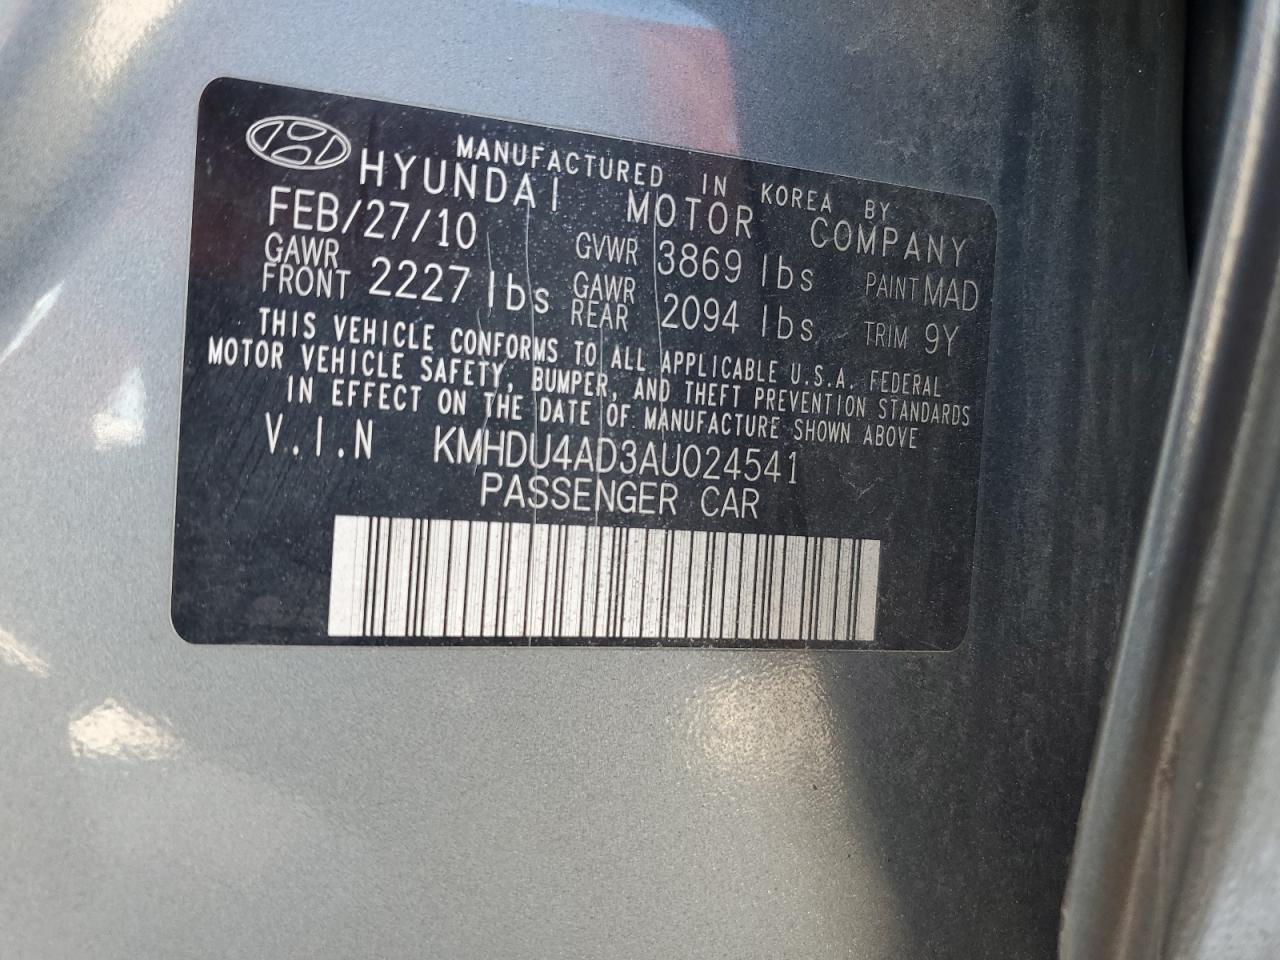 MANUFACTURED IN KOREA BY
HYUNDAI MOTOR COMPANY
FEB/27/10 GVWR 3869 lbs PAINT MAD
GAWR FRONT 2227 lbs GAWR REAR 2094 lbs TRIM 9Y
THIS VEHICLE CONFORMS TO ALL APPLICABLE U.S.A. FEDERAL
MOTOR VEHICLE SAFETY, BUMPER, AND THEFT PREVENTION STANDARDS
IN EFFECT ON THE DATE OF MANUFACTURE SHOWN ABOVE
V.I.N KMHDU4AD3AU024541
PASSENGER CAR